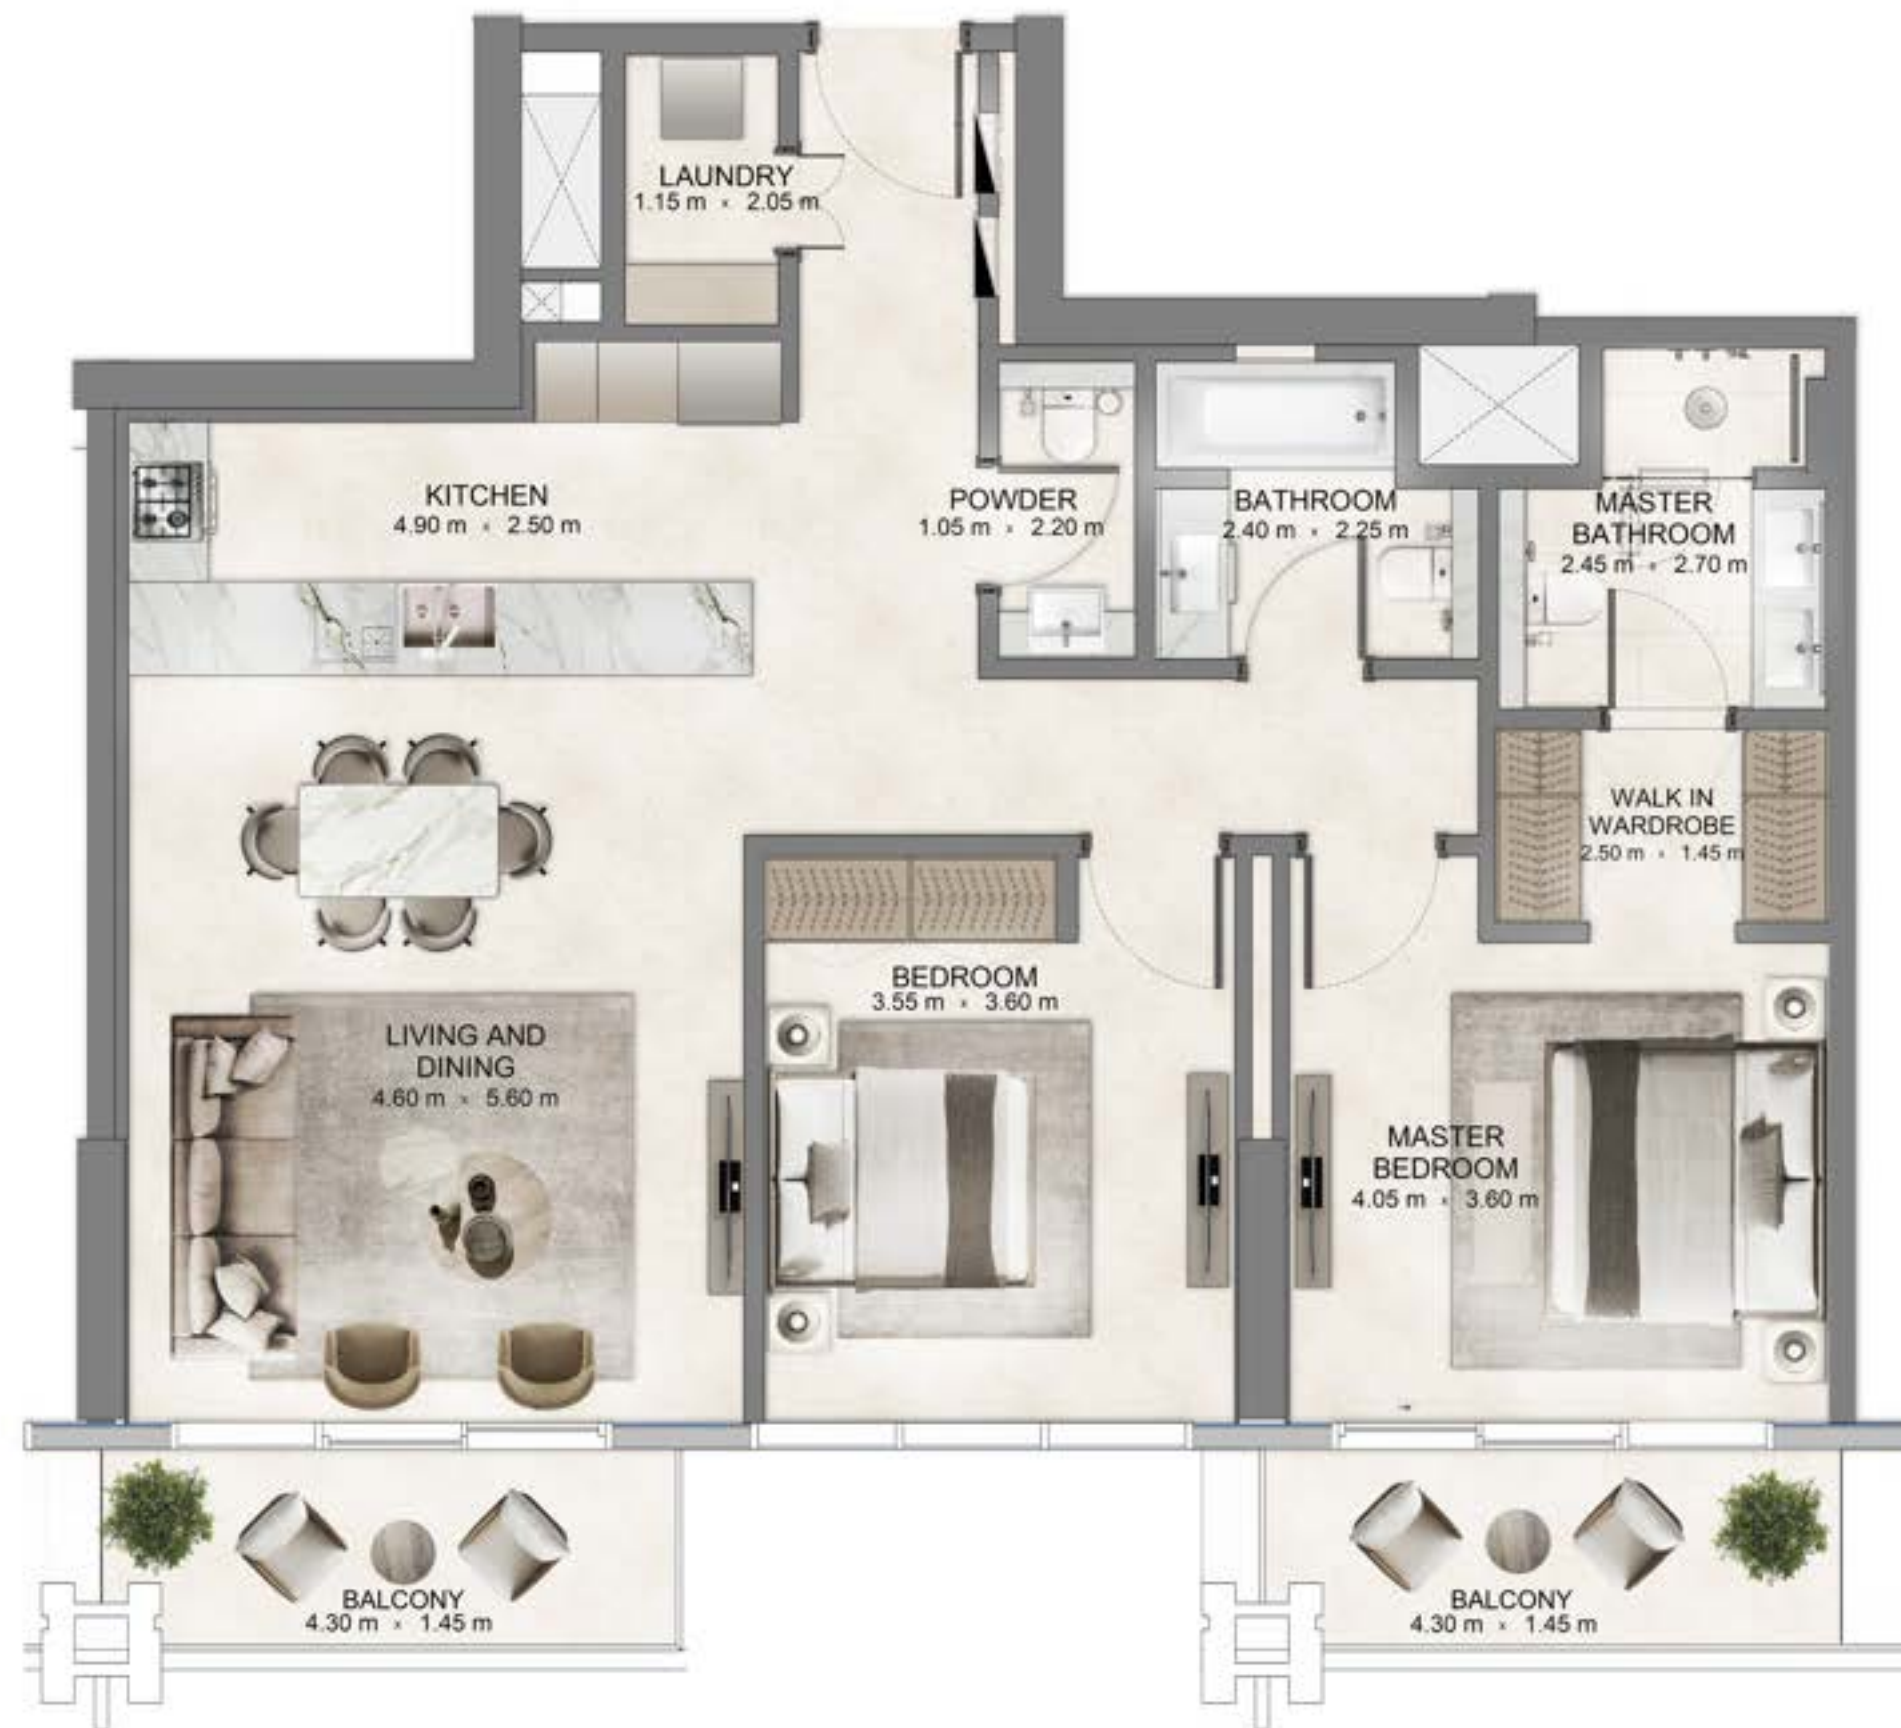 LAUNDRY
1.15 m × 2.05 m
KITCHEN
4.90 m × 2.50 m
POWDER
1.05 m × 2.20 m
BATHROOM
2.40 m × 2.25 m
MASTER
BATHROOM
2.45 m × 2.70 m
WALK IN
WARDROBE
2.50 m × 1.45 m
BEDROOM
3.55 m × 3.60 m
LIVING AND
DINING
4.60 m × 5.60 m
MASTER
BEDROOM
4.05 m × 3.60 m
BALCONY
4.30 m × 1.45 m
BALCONY
4.30 m × 1.45 m